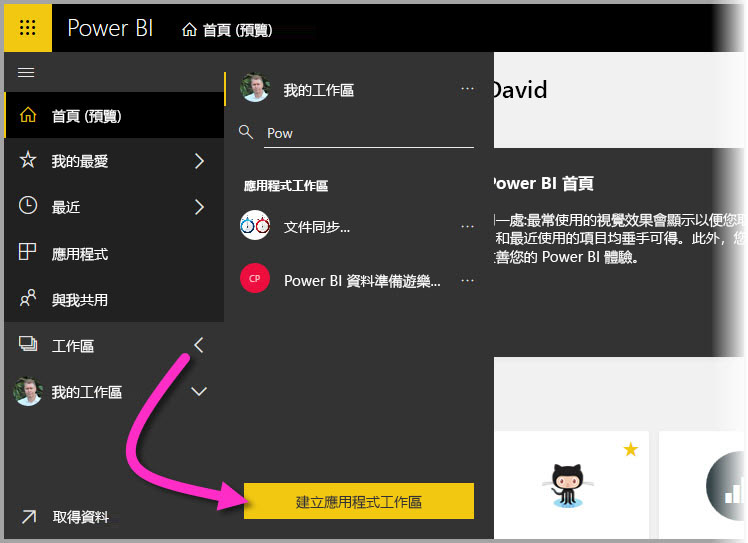 Power BI
首頁 (預覽)
首頁 (預覽)
我的最愛
最近
應用程式
與我共用
工作區
我的工作區
取得資料
我的工作區
Pow
應用程式工作區
文件同步...
CP
Power BI 資料準備遊樂...
建立應用程式工作區
David
Power BI 首頁
一處:最常使用的視覺效果會顯示以便您
和最近使用的項目均垂手可得。此外，您
善您的 Power BI 體驗。